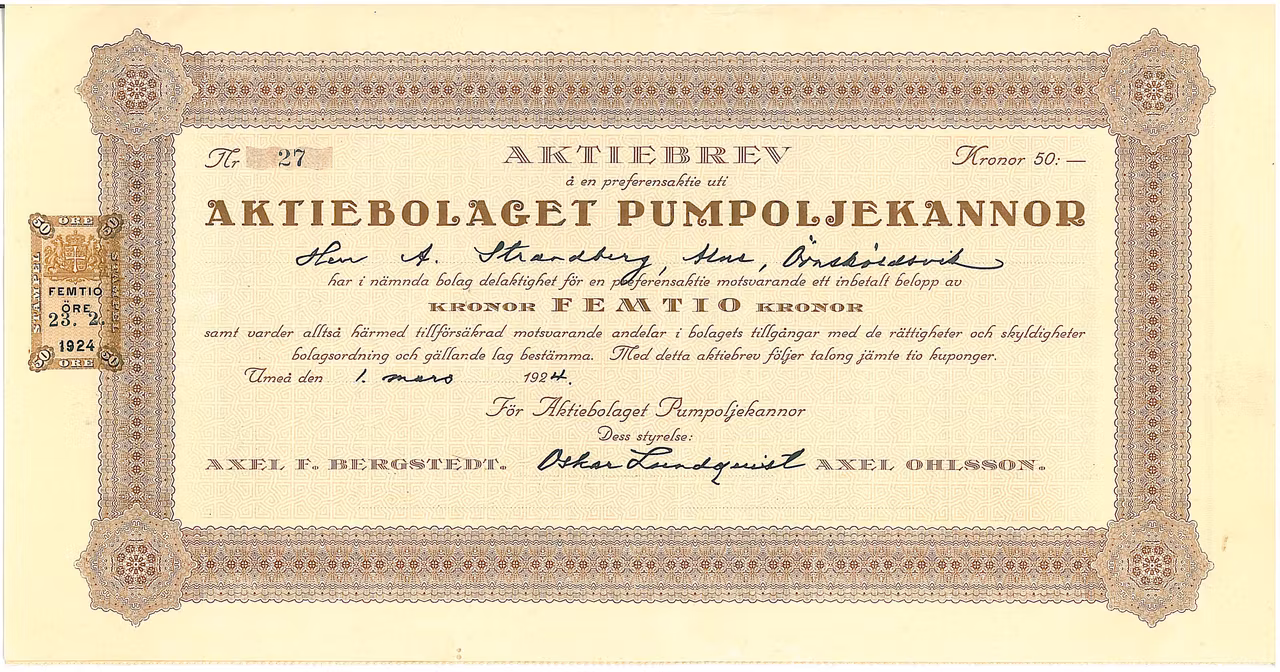 Nr 27 AKTIEBREV Kronor 50: —
å en preferensaktie uti
AKTIEBOLAGET PUMPOLJEKANNOR
Herr A. Strandberg, Örnsköldsvik
har i nämnda bolag delaktighet för en preferensaktie motsvarande ett inbetalt belopp av
KRONOR FEMTIO KRONOR
samt varder alltså härmed tillförsäkrad motsvarande andelar i bolagets tillgångar med de rättigheter och skyldigheter
bolagsordning och gällande lag bestämma. Med detta aktiebrev följer talong jämte tio kuponger.
Umeå den 1. mars 1924.
För Aktiebolaget Pumpoljekannor
Dess styrelse:
AXEL F. BERGSTEDT. Oskar Lundquist AXEL OHLSSON.
50 ÖRE 50
STÄMPEL
FEMTIO
ÖRE
23. 2.
1924
50 ÖRE 50